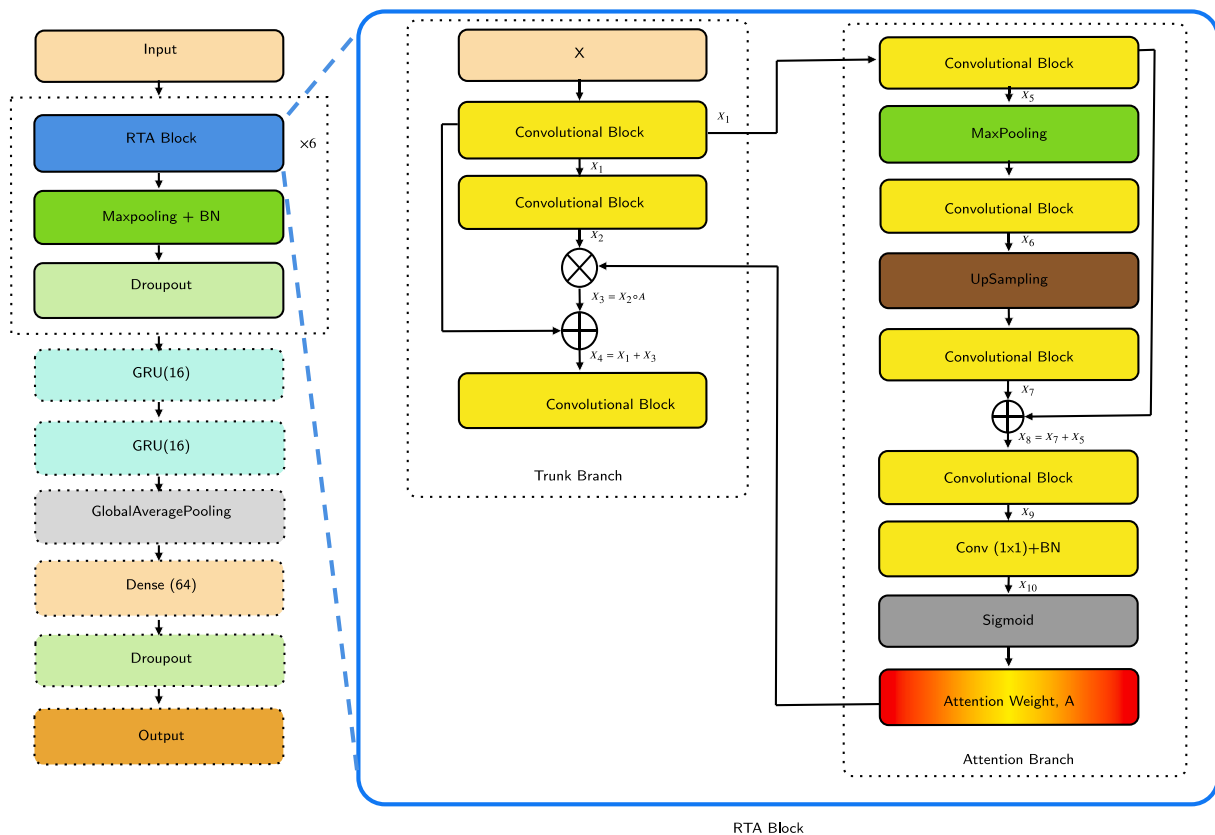 Input
RTA Block
×6
Maxpooling + BN
Droupout
GRU(16)
GRU(16)
GlobalAveragePooling
Dense (64)
Droupout
Output
X
Convolutional Block
X₁
X₁
Convolutional Block
X₂
X₃ = X₂∘A
X₄ = X₁ + X₃
Convolutional Block
Trunk Branch
Convolutional Block
X₅
MaxPooling
Convolutional Block
X₆
UpSampling
Convolutional Block
X₇
X₈ = X₇ + X₅
Convolutional Block
X₉
Conv (1x1)+BN
X₁₀
Sigmoid
Attention Weight, A
Attention Branch
RTA Block